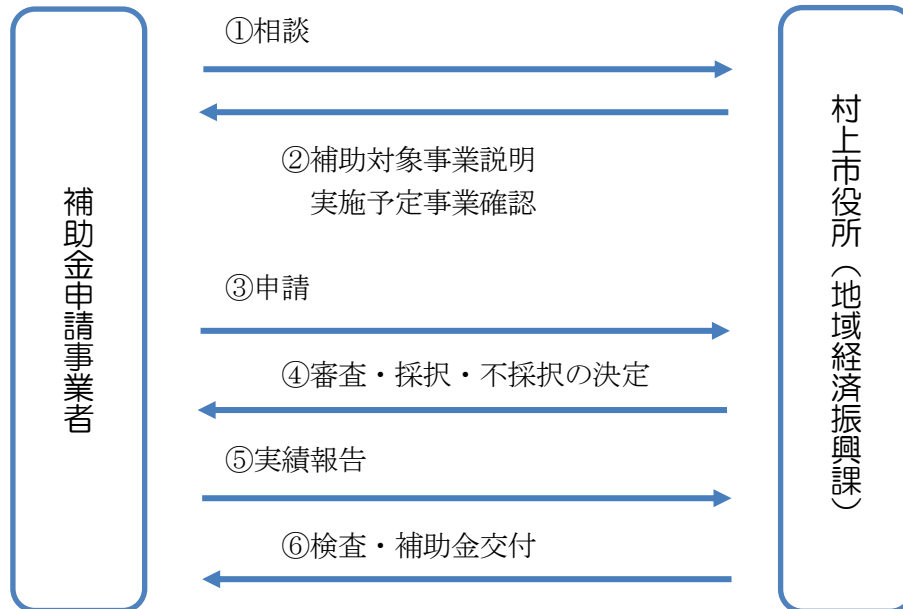 補助金申請事業者
①相談
②補助対象事業説明
実施予定事業確認
③申請
④審査・採択・不採択の決定
⑤実績報告
⑥検査・補助金交付
村上市役所（地域経済振興課）